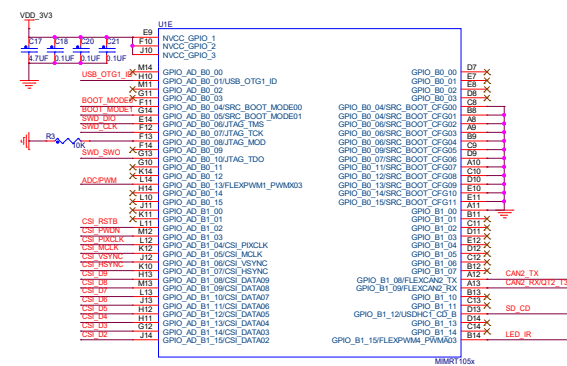 VDD_3V3
U1E
C17 C18 C20 C21
4.7UF 0.1UF 0.1UF 0.1UF
E9 NVCC_GPIO_1
F10 NVCC_GPIO_2
J10 NVCC_GPIO_3
M14 GPIO_AD_B0_00
USB_OTG1_ID H10 GPIO_AD_B0_01/USB_OTG1_ID
M11 GPIO_AD_B0_02
G11 GPIO_AD_B0_03
BOOT_MODE0 F11 GPIO_AD_B0_04/SRC_BOOT_MODE00
BOOT_MODE1 G14 GPIO_AD_B0_05/SRC_BOOT_MODE01
SWD_DIO E14 GPIO_AD_B0_06/JTAG_TMS
SWD_CLK F12 GPIO_AD_B0_07/JTAG_TCK
R3 10K F13 GPIO_AD_B0_08/JTAG_MOD
F14 GPIO_AD_B0_09
SWD_SWO G13 GPIO_AD_B0_10/JTAG_TDO
G10 GPIO_AD_B0_11
K14 GPIO_AD_B0_12
ADC/PWM L14 GPIO_AD_B0_13/FLEXPWM1_PWMX03
H14 GPIO_AD_B0_14
L10 GPIO_AD_B0_15
J11 GPIO_AD_B1_00
K11 GPIO_AD_B1_01
CSI_RSTB L11 GPIO_AD_B1_02
CSI_PWDN M12 GPIO_AD_B1_03
CSI_PIXCLK L12 GPIO_AD_B1_04/CSI_PIXCLK
CSI_MCLK K12 GPIO_AD_B1_05/CSI_MCLK
CSI_VSYNC J12 GPIO_AD_B1_06/CSI_VSYNC
CSI_HSYNC K10 GPIO_AD_B1_07/CSI_HSYNC
CSI_D9 H13 GPIO_AD_B1_08/CSI_DATA09
CSI_D8 M13 GPIO_AD_B1_09/CSI_DATA08
CSI_D7 L13 GPIO_AD_B1_10/CSI_DATA07
CSI_D6 J13 GPIO_AD_B1_11/CSI_DATA06
CSI_D5 H12 GPIO_AD_B1_12/CSI_DATA05
CSI_D4 H11 GPIO_AD_B1_13/CSI_DATA04
CSI_D3 G12 GPIO_AD_B1_14/CSI_DATA03
CSI_D2 J14 GPIO_AD_B1_15/CSI_DATA02
GPIO_B0_00 D7
GPIO_B0_01 E7
GPIO_B0_02 E8
GPIO_B0_03 D8
GPIO_B0_04/SRC_BOOT_CFG00 C8
GPIO_B0_05/SRC_BOOT_CFG01 B8
GPIO_B0_06/SRC_BOOT_CFG02 A8
GPIO_B0_07/SRC_BOOT_CFG03 A9
GPIO_B0_08/SRC_BOOT_CFG04 B9
GPIO_B0_09/SRC_BOOT_CFG05 C9
GPIO_B0_10/SRC_BOOT_CFG06 D9
GPIO_B0_11/SRC_BOOT_CFG07 A10
GPIO_B0_12/SRC_BOOT_CFG08 C10
GPIO_B0_13/SRC_BOOT_CFG09 D10
GPIO_B0_14/SRC_BOOT_CFG10 E10
GPIO_B0_15/SRC_BOOT_CFG11 E11
GPIO_B1_00 A11
GPIO_B1_01 B11
GPIO_B1_02 C11
GPIO_B1_03 D11
GPIO_B1_04 E12
GPIO_B1_05 D12
GPIO_B1_06 C12
GPIO_B1_07 B12
GPIO_B1_08/FLEXCAN2_TX A12 CAN2_TX
GPIO_B1_09/FLEXCAN2_RX A13 CAN2_RX/QT2_T3
GPIO_B1_10 B13
GPIO_B1_11 C13
GPIO_B1_12/USDHC1_CD_B D13 SD_CD
GPIO_B1_13 D14
GPIO_B1_14 C14
GPIO_B1_15/FLEXPWM4_PWMA03 B14 LED_IR
MIMRT105x